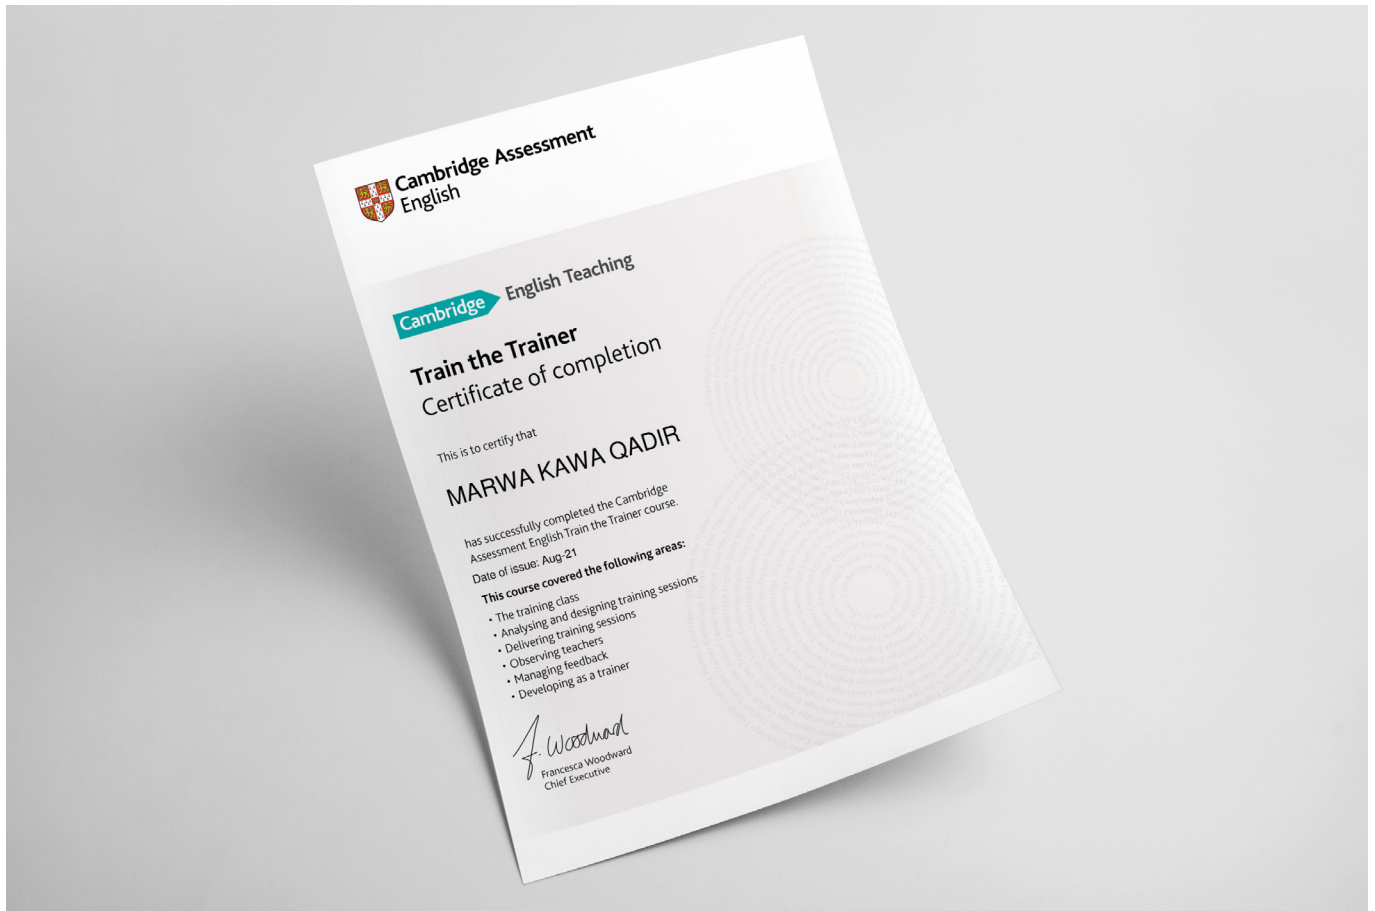 Cambridge Assessment
English
Cambridge
English Teaching
Train the Trainer
Certificate of completion
This is to certify that
MARWA KAWA QADIR
has successfully completed the Cambridge
Assessment English Train the Trainer course.
Date of issue: Aug-21
This course covered the following areas:
• The training class
• Analysing and designing training sessions
• Delivering training sessions
• Observing teachers
• Managing feedback
• Developing as a trainer
F. Woodward
Francesca Woodward
Chief Executive